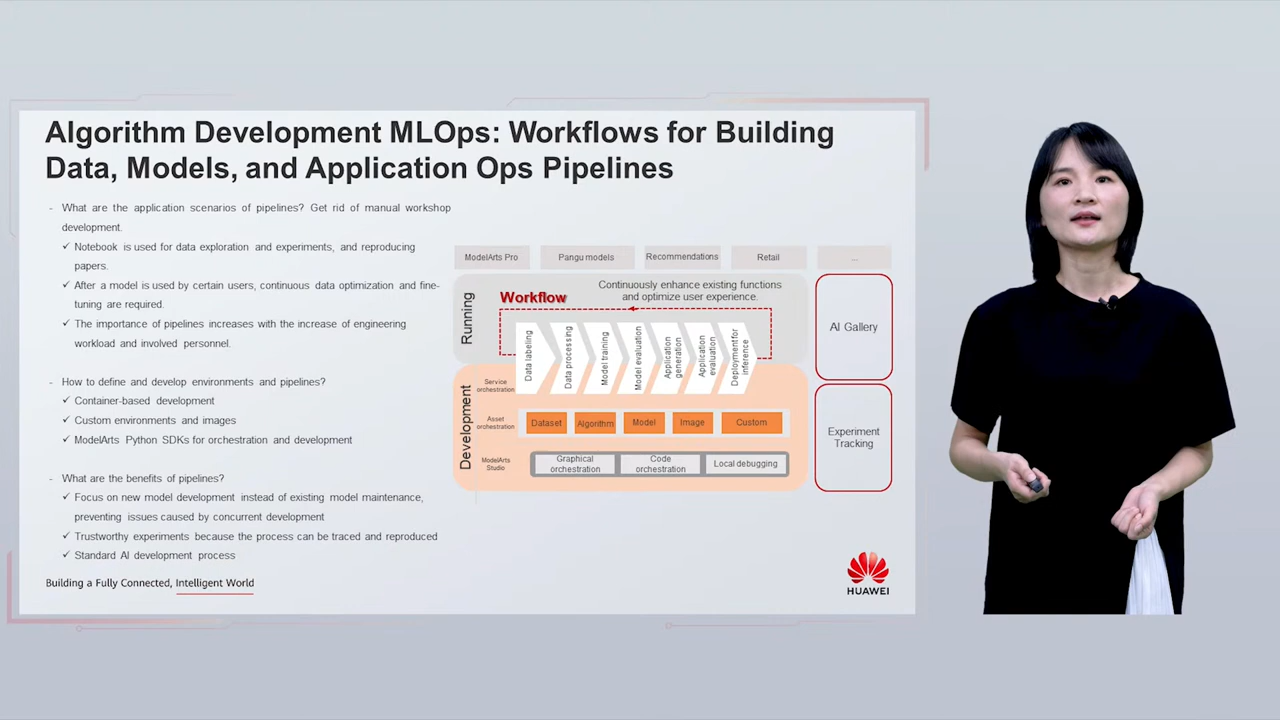 Algorithm Development MLOps: Workflows for Building
Data, Models, and Application Ops Pipelines
- What are the application scenarios of pipelines? Get rid of manual workshop
development.
✓ Notebook is used for data exploration and experiments, and reproducing
papers.
✓ After a model is used by certain users, continuous data optimization and fine-
tuning are required.
✓ The importance of pipelines increases with the increase of engineering
workload and involved personnel.
- How to define and develop environments and pipelines?
✓ Container-based development
✓ Custom environments and images
✓ ModelArts Python SDKs for orchestration and development
- What are the benefits of pipelines?
✓ Focus on new model development instead of existing model maintenance,
preventing issues caused by concurrent development
✓ Trustworthy experiments because the process can be traced and reproduced
✓ Standard AI development process
Building a Fully Connected, Intelligent World
ModelArts Pro
Pangu models
Recommendations
Retail
...
Running
Workflow
Continuously enhance existing functions
and optimize user experience.
Data labeling
Data processing
Model training
Model evaluation
Application
generation
Application
evaluation
Deployment for
inference
Development
Service
orchestration
Asset
orchestration
Dataset
Algorithm
Model
Image
Custom
ModelArts
Studio
Graphical
orchestration
Code
orchestration
Local debugging
AI Gallery
Experiment
Tracking
HUAWEI